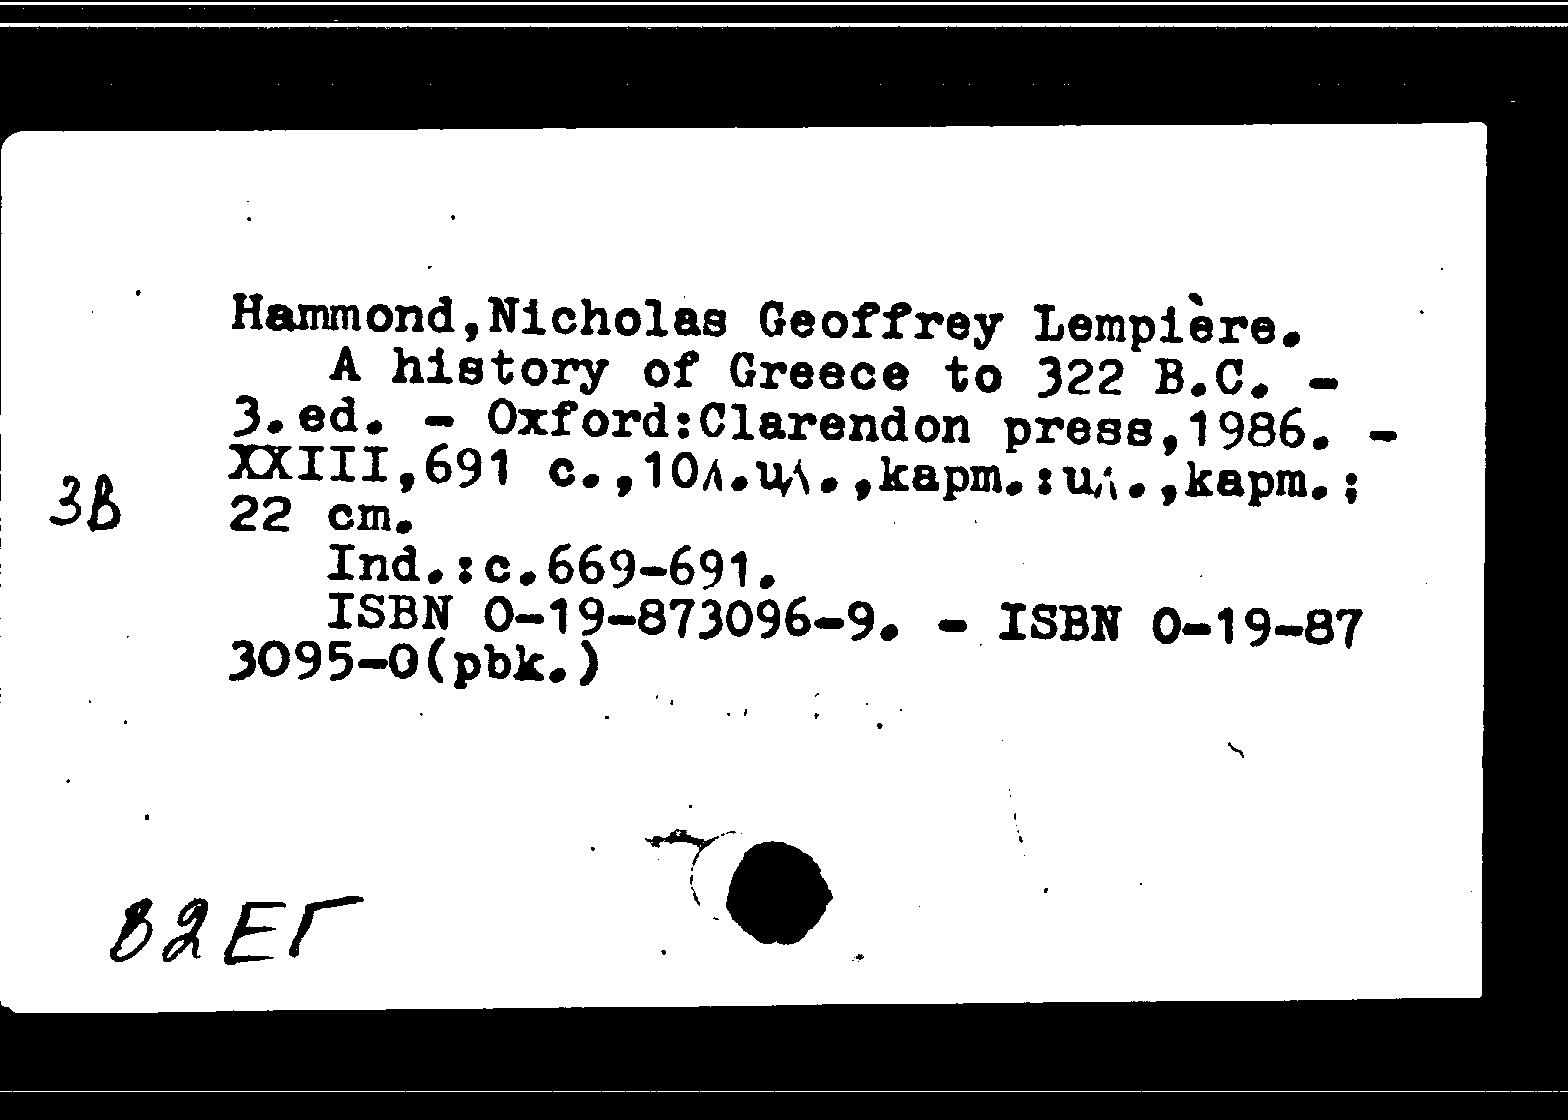 Hammond,Nicholas Geoffrey Lempière.
A history of Greece to 322 B.C. –
3.ed. – Oxford:Clarendon press,1986. –
XXIII,691 с.,10л.ил.,карт.:ил.,карт.;
3В
22 cm.
Ind.:с.669–691.
ISBN 0–19–873096–9. – ISBN 0–19–87
3095–0(pbk.)
В2ЕГ